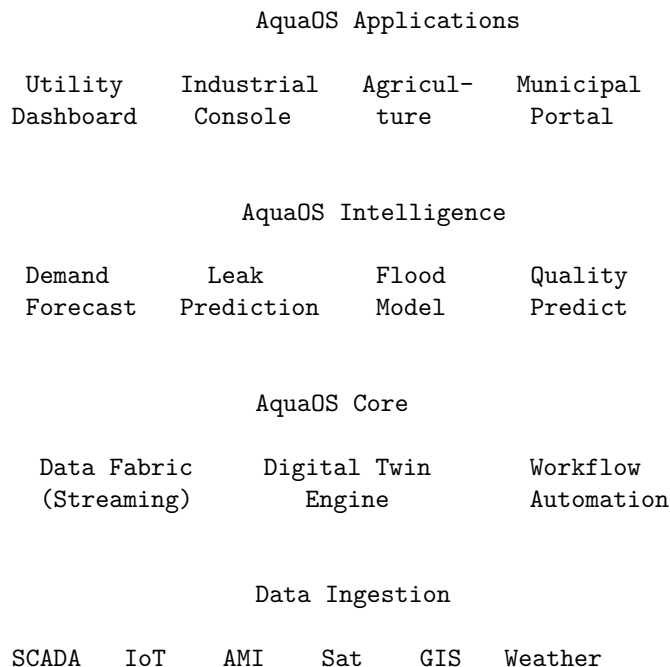 AquaOS Applications
Utility Industrial Agricul- Municipal
Dashboard Console ture Portal
AquaOS Intelligence
Demand Leak Flood Quality
Forecast Prediction Model Predict
AquaOS Core
Data Fabric Digital Twin Workflow
(Streaming) Engine Automation
Data Ingestion
SCADA IoT AMI Sat GIS Weather